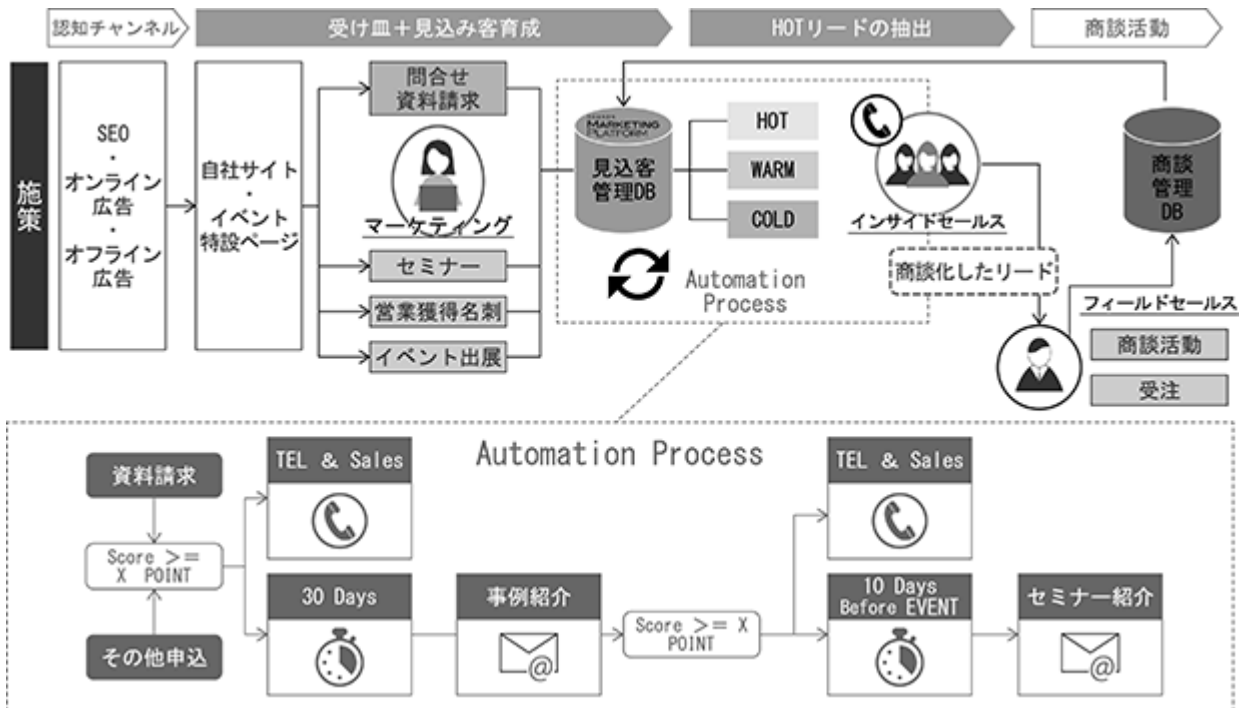 認知チャンネル
受け皿+見込み客育成
HOTリードの抽出
商談活動
施策
SEO
・
オンライン
広告
・
オフライン
広告
自社サイト
・
イベント
特設ページ
問合せ
資料請求
マーケティング
セミナー
営業獲得名刺
イベント出展
MARKETING
PLATFORM
見込客
管理DB
HOT
WARM
COLD
Automation
Process
インサイドセールス
商談化したリード
商談
管理
DB
フィールドセールス
商談活動
受注
Automation Process
資料請求
Score >=
X POINT
その他申込
TEL & Sales
30 Days
事例紹介
Score >= X
POINT
TEL & Sales
10 Days
Before EVENT
セミナー紹介